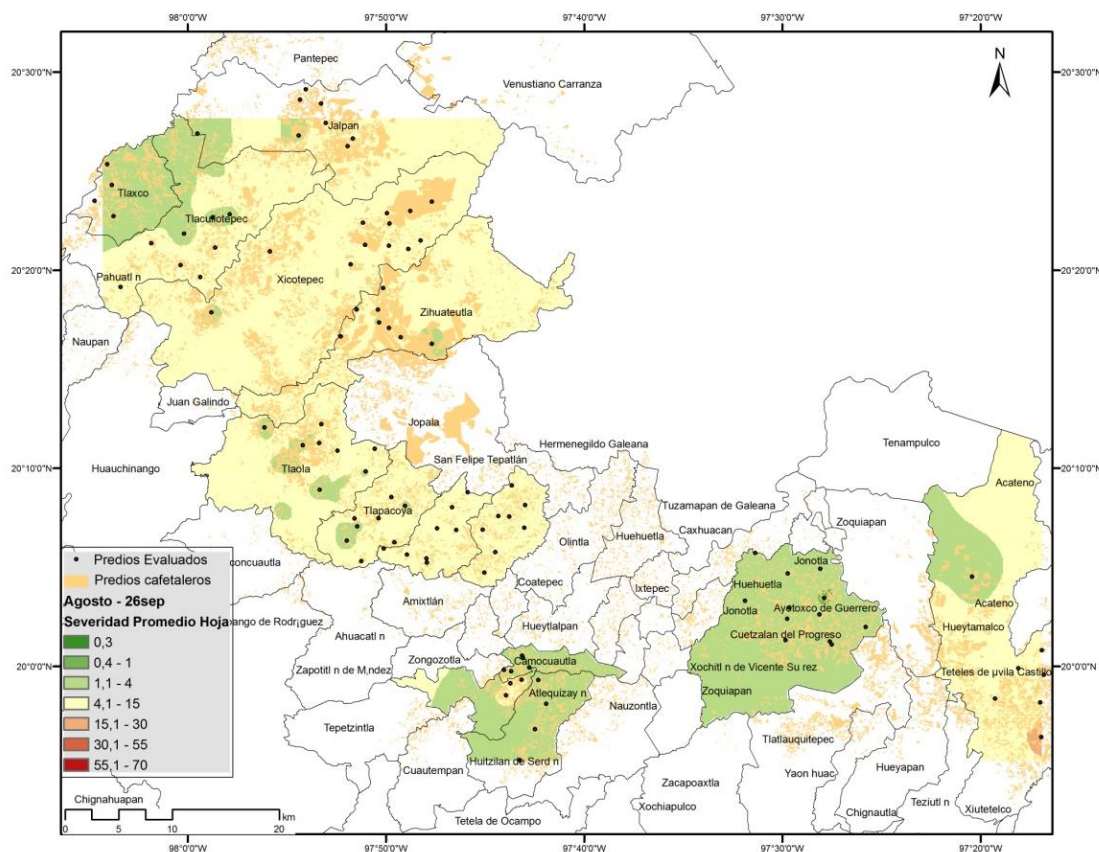 98°0'0"W
97°50'0"W
97°40'0"W
97°30'0"W
97°20'0"W
20°30'0"N
Pantepec
Venustiano Carranza
N
20°30'0"N
Jalpan
Tlaxco
Tlacuilotepec
20°20'0"N
Pahuatl n
Xicotepec
20°20'0"N
Zihuateutla
Naupan
Juan Galindo
Jopala
Hermenegildo Galeana
Tenampulco
20°10'0"N
Huauchinango
Tlaola
San Felipe Tepatlán
Acateno
20°10'0"N
Tlapacoya
Tuzamapan de Galeana
Zoquiapan
Caxhuacan
Olintla
Huehuetla
Jonotla
Coatepec
Ixtepec
Huehuetla
Amixtlán
Jonotla
Ayotoxco de Guerrero
Acateno
Hueytlalpan
Hueytamalco
Ahuacatl n
Cuetzalan del Progreso
20°0'0"N
Zapotitl n de M‚ndez
Zongozotla
Camocuautla
Xochitl n de Vicente Su rez
Teteles de µvila Castillo
20°0'0"N
Atlequizay n
Zoquiapan
Nauzontla
Tepetzintla
Tlatlauquitepec
Huitzilan de Serd n
Cuautempan
Yaon huac
Hueyapan
Zacapoaxtla
Xochiapulco
Teziutl n
Chignautla
Xiutetelco
Tetela de Ocampo
Predios Evaluados
Predios cafetaleros
Agosto - 26sep
Severidad Promedio Hoja
0,3
0,4 - 1
1,1 - 4
4,1 - 15
15,1 - 30
30,1 - 55
55,1 - 70
Chignahuapan
0 5 10 20 km
98°0'0"W
97°50'0"W
97°40'0"W
97°30'0"W
97°20'0"W